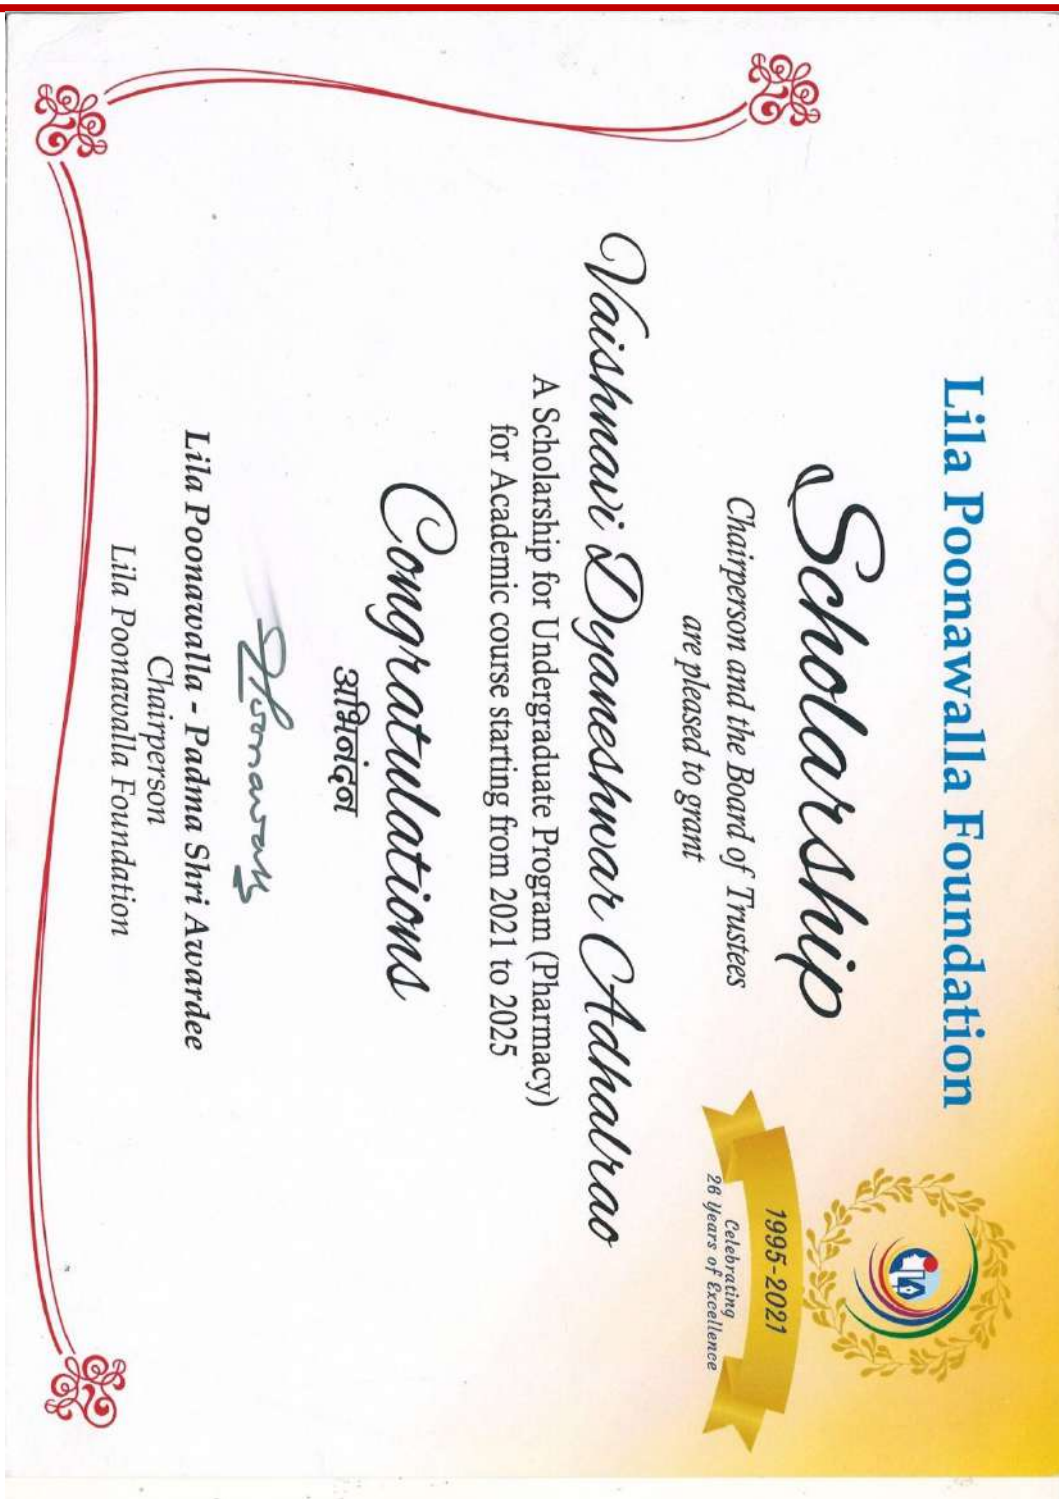 Lila Poonawalla Foundation
Scholarship
1995-2021
Celebrating
26 Years of Excellence
Chairperson and the Board of Trustees
are pleased to grant
Vaishnavi Dyaneshwar Adhalrao
A Scholarship for Undergraduate Program (Pharmacy)
for Academic course starting from 2021 to 2025
Congratulations
अभिनंदन
Lila Poonawalla - Padma Shri Awardee
Chairperson
Lila Poonawalla Foundation